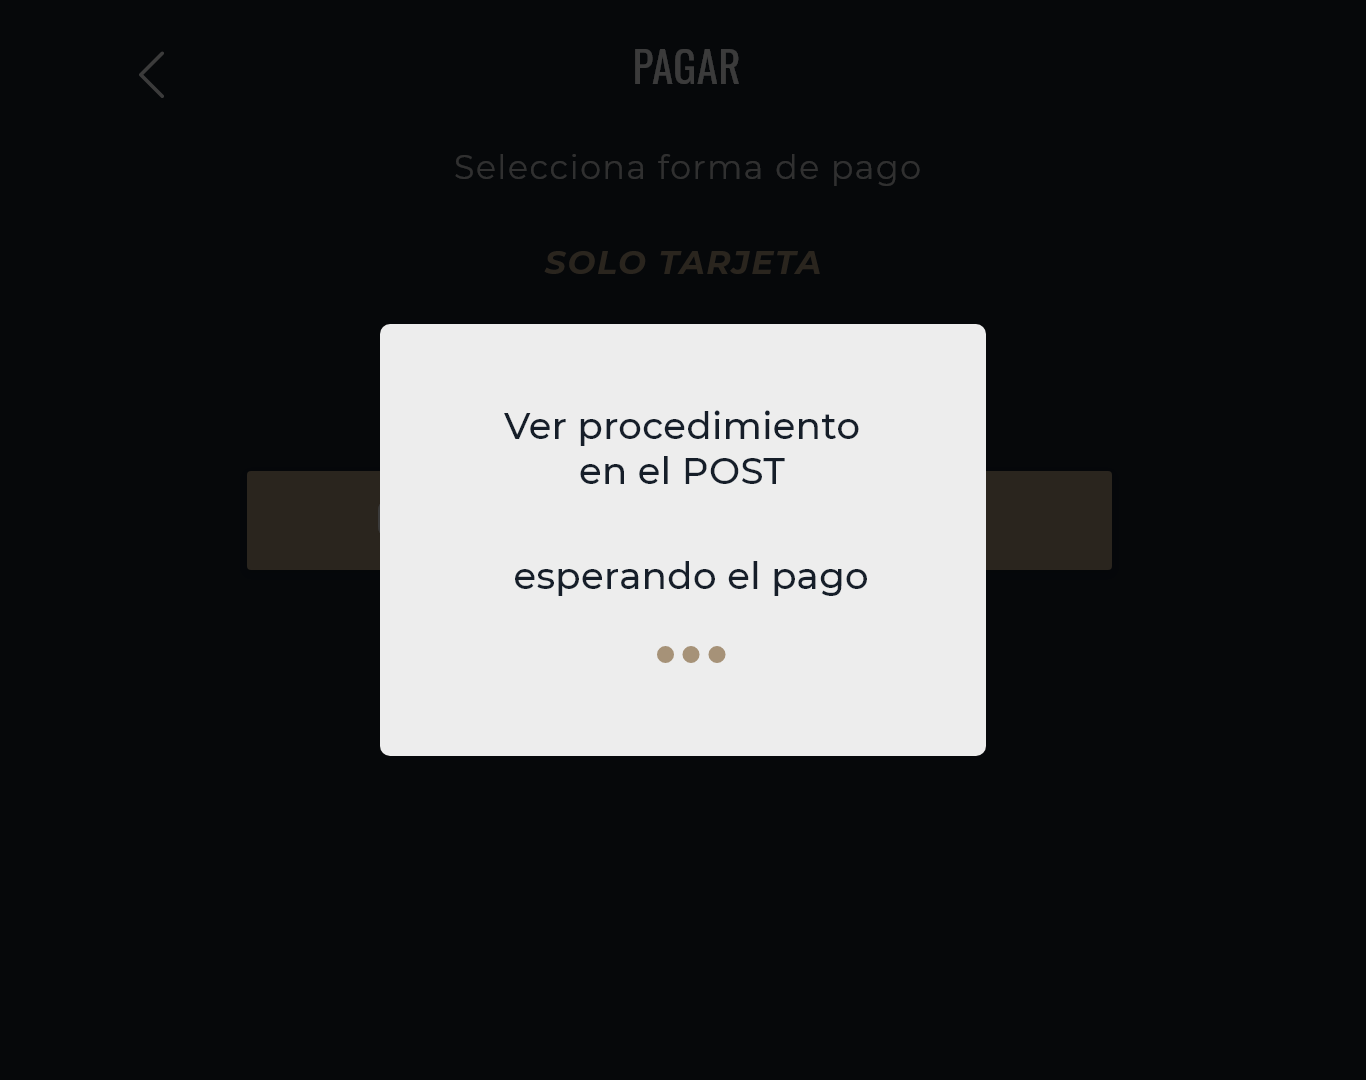 PAGAR
Selecciona forma de pago
SOLO TARJETA
Ver procedimiento
en el POST
esperando el pago